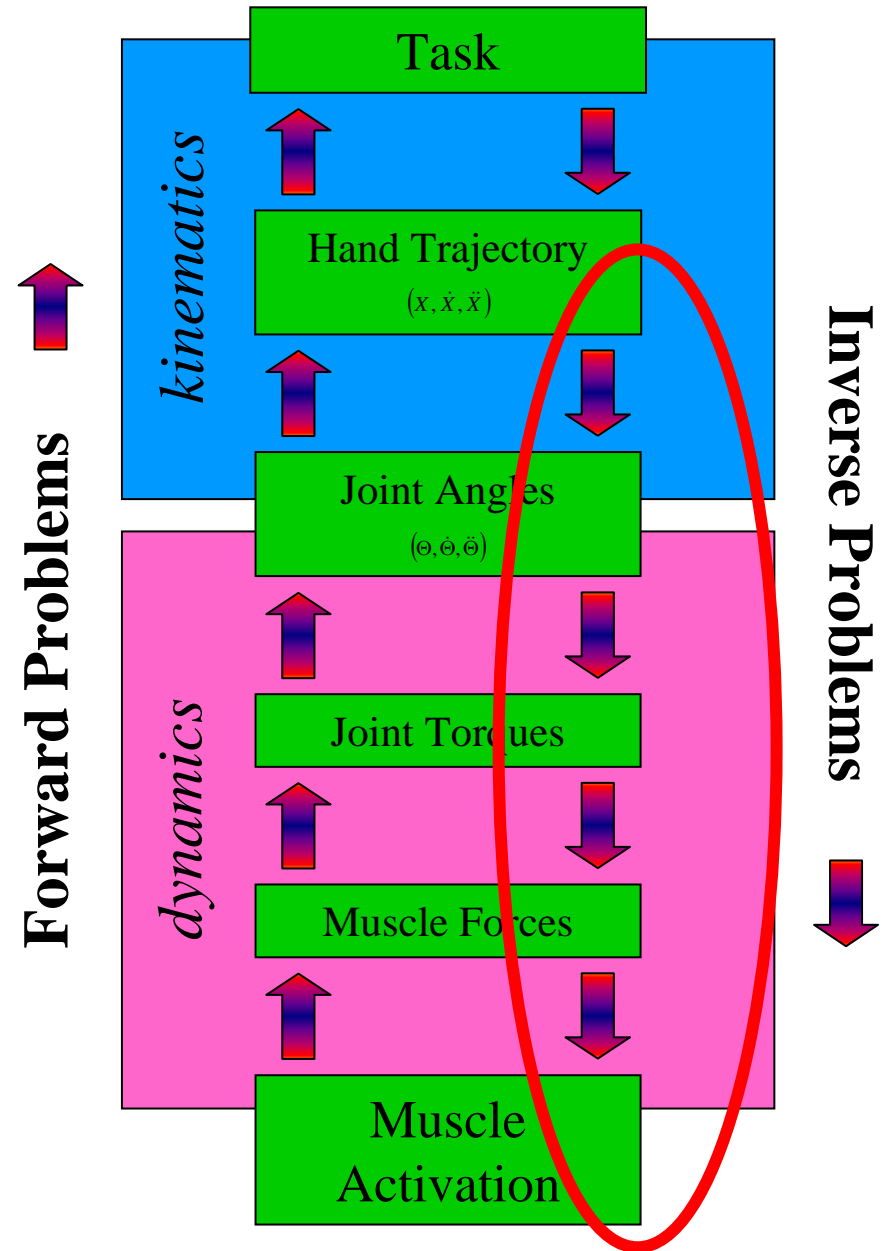 Task
kinematics
Hand Trajectory
(x, ẋ, ẍ)
Joint Angles
(Θ, Θ̇, Θ̈)
dynamics
Joint Torques
Muscle Forces
Muscle
Activation
Forward Problems
Inverse Problems